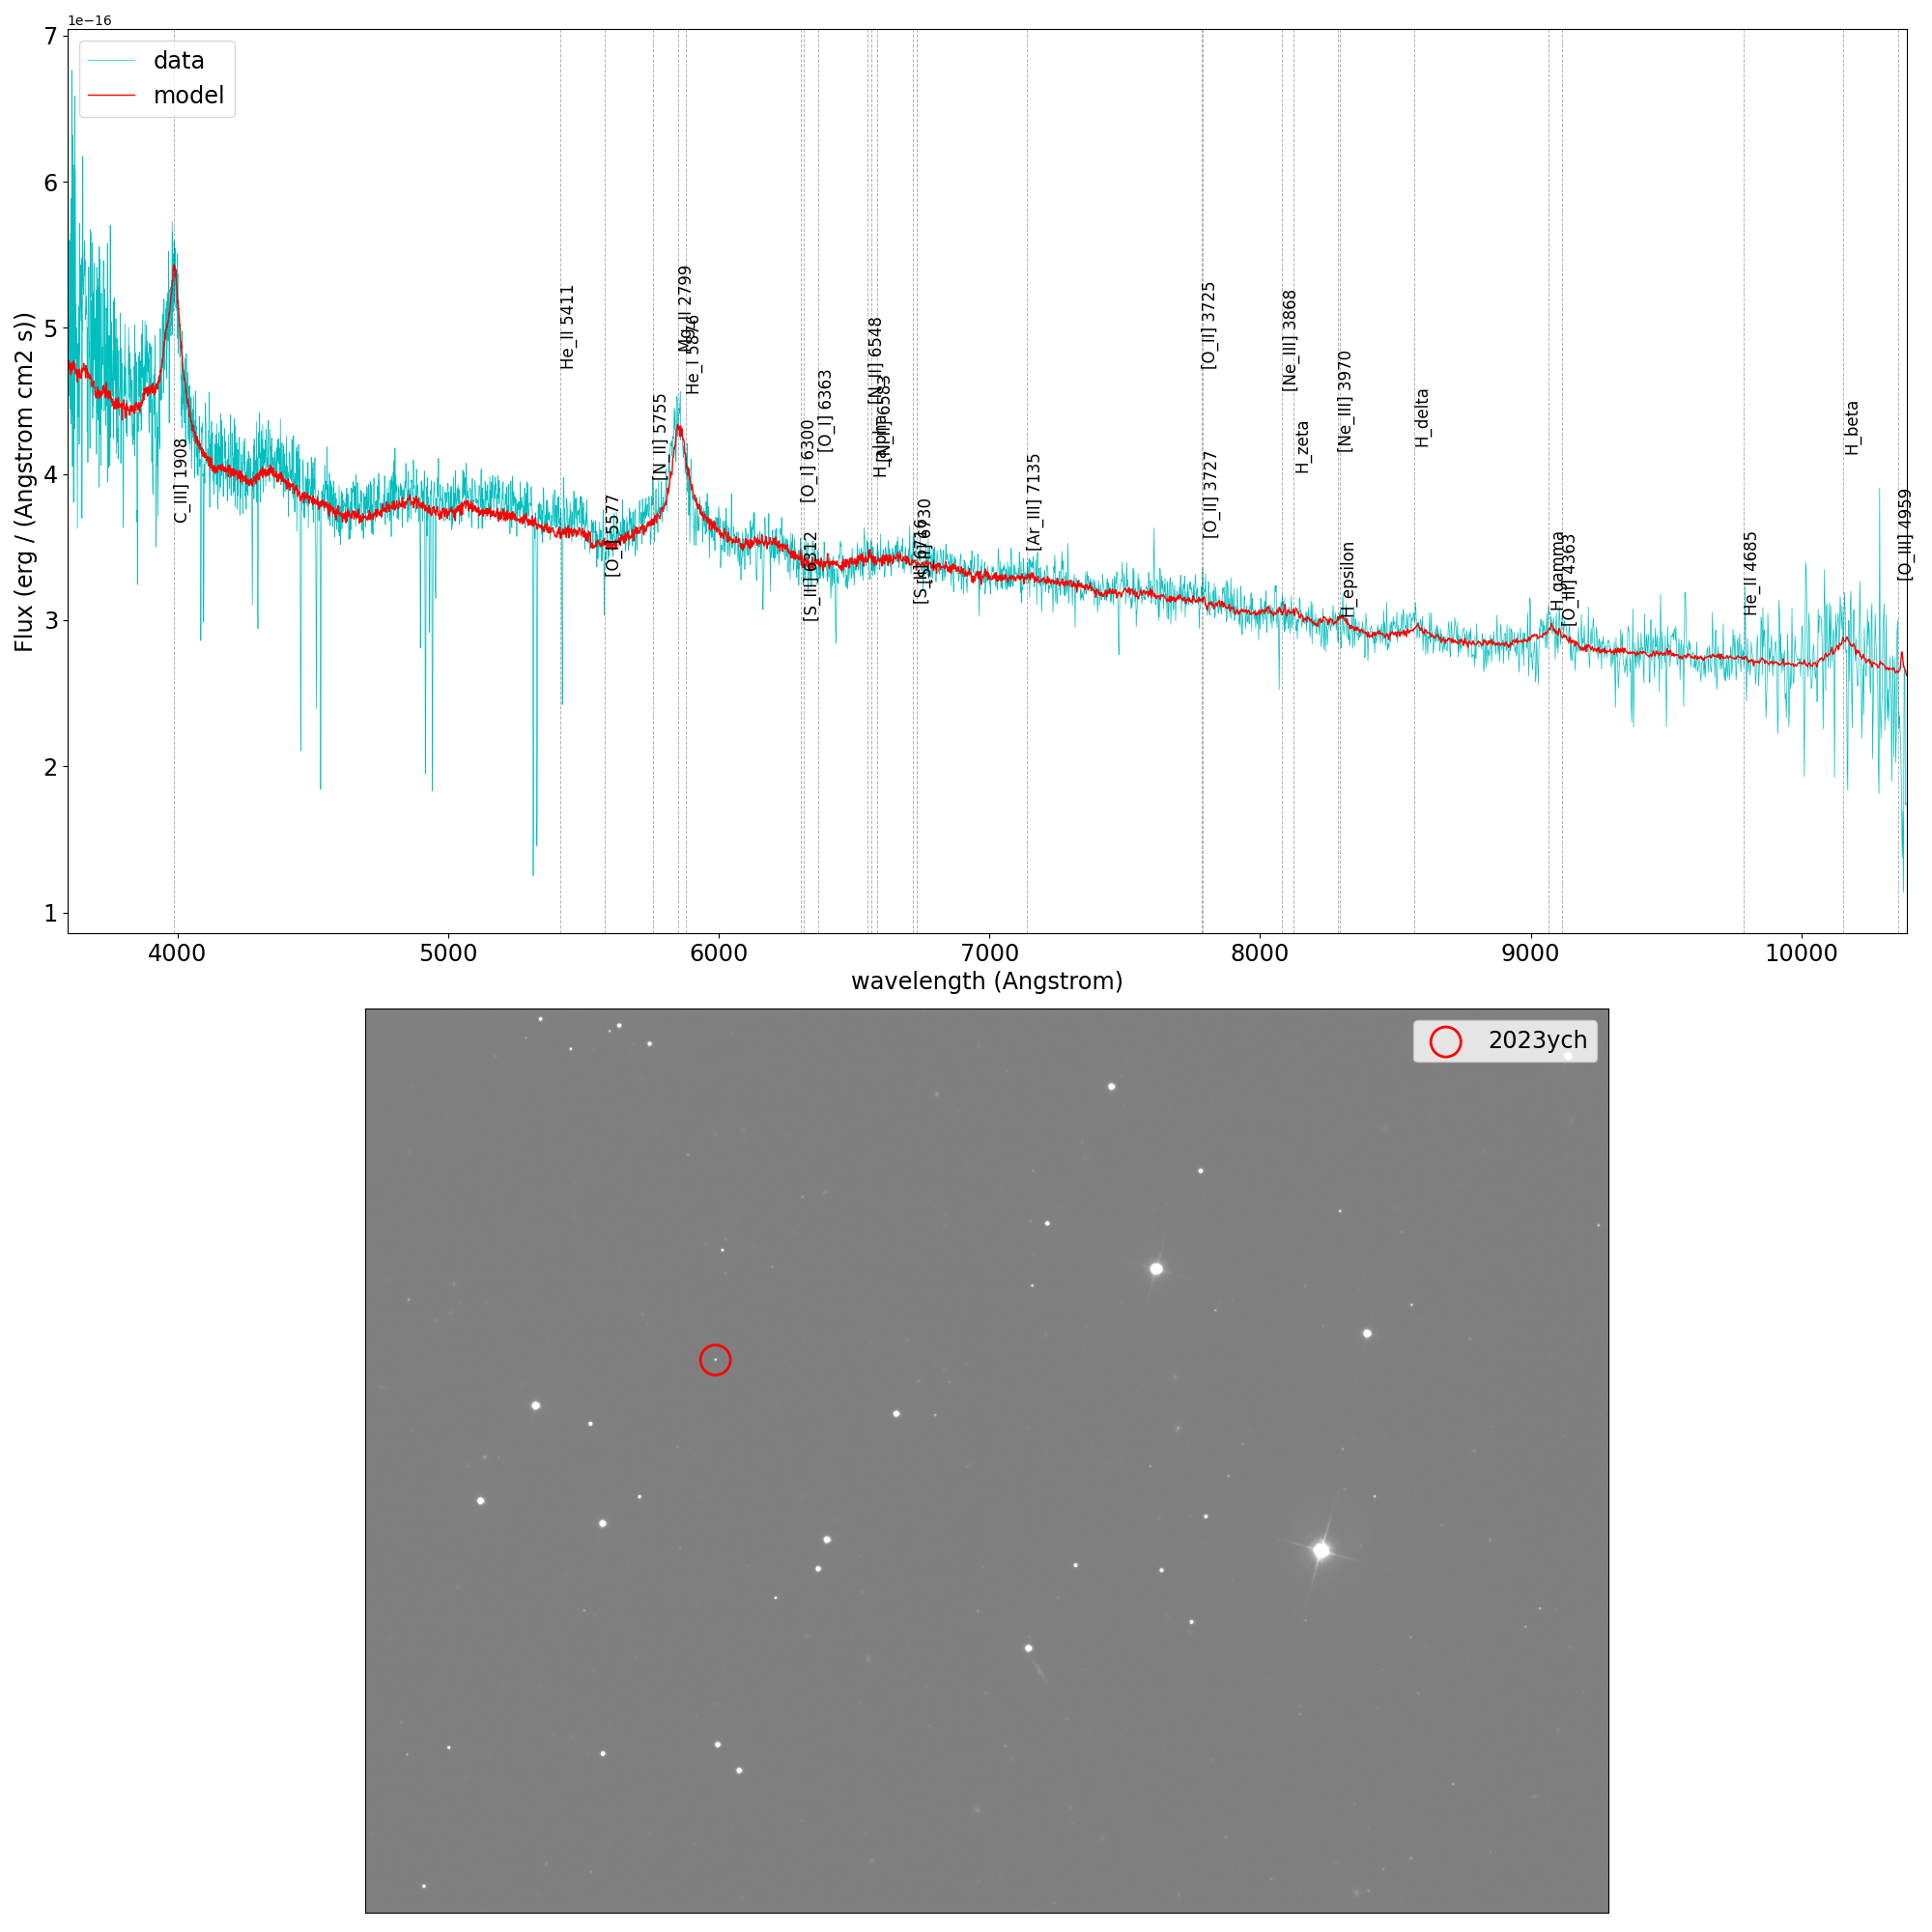 1e−16
7
6
5
4
3
2
1
Flux (erg / (Angstrom cm2 s))
data
model
C_III] 1908
He_II 5411
[O_I] 5577
[N_II] 5755
Mg_II 2799
He_I 5876
[O_I] 6300
[S_III] 6312
[O_I] 6363
[N_II] 6548
H_alpha
[N_II] 6583
[S_II] 6716
[S_II] 6730
[Ar_III] 7135
[O_II] 3725
[O_II] 3727
[Ne_III] 3868
H_zeta
[Ne_III] 3970
H_epsilon
H_delta
H_gamma
[O_III] 4363
He_II 4685
H_beta
[O_III] 4959
4000 5000 6000 7000 8000 9000 10000
wavelength (Angstrom)
2023ych